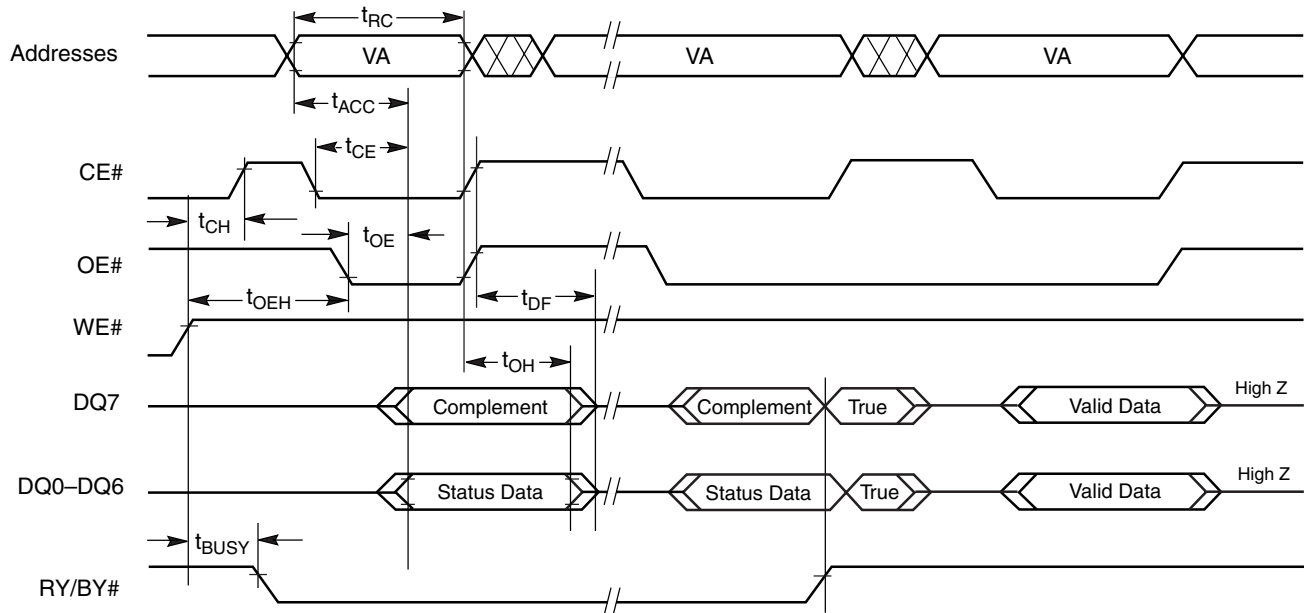 tRC
Addresses VA VA VA
tACC
tCE
CE#
tCH
tOE
OE#
tOEH
tDF
WE#
tOH
DQ7 Complement Complement True Valid Data High Z
DQ0–DQ6 Status Data Status Data True Valid Data High Z
tBUSY
RY/BY#